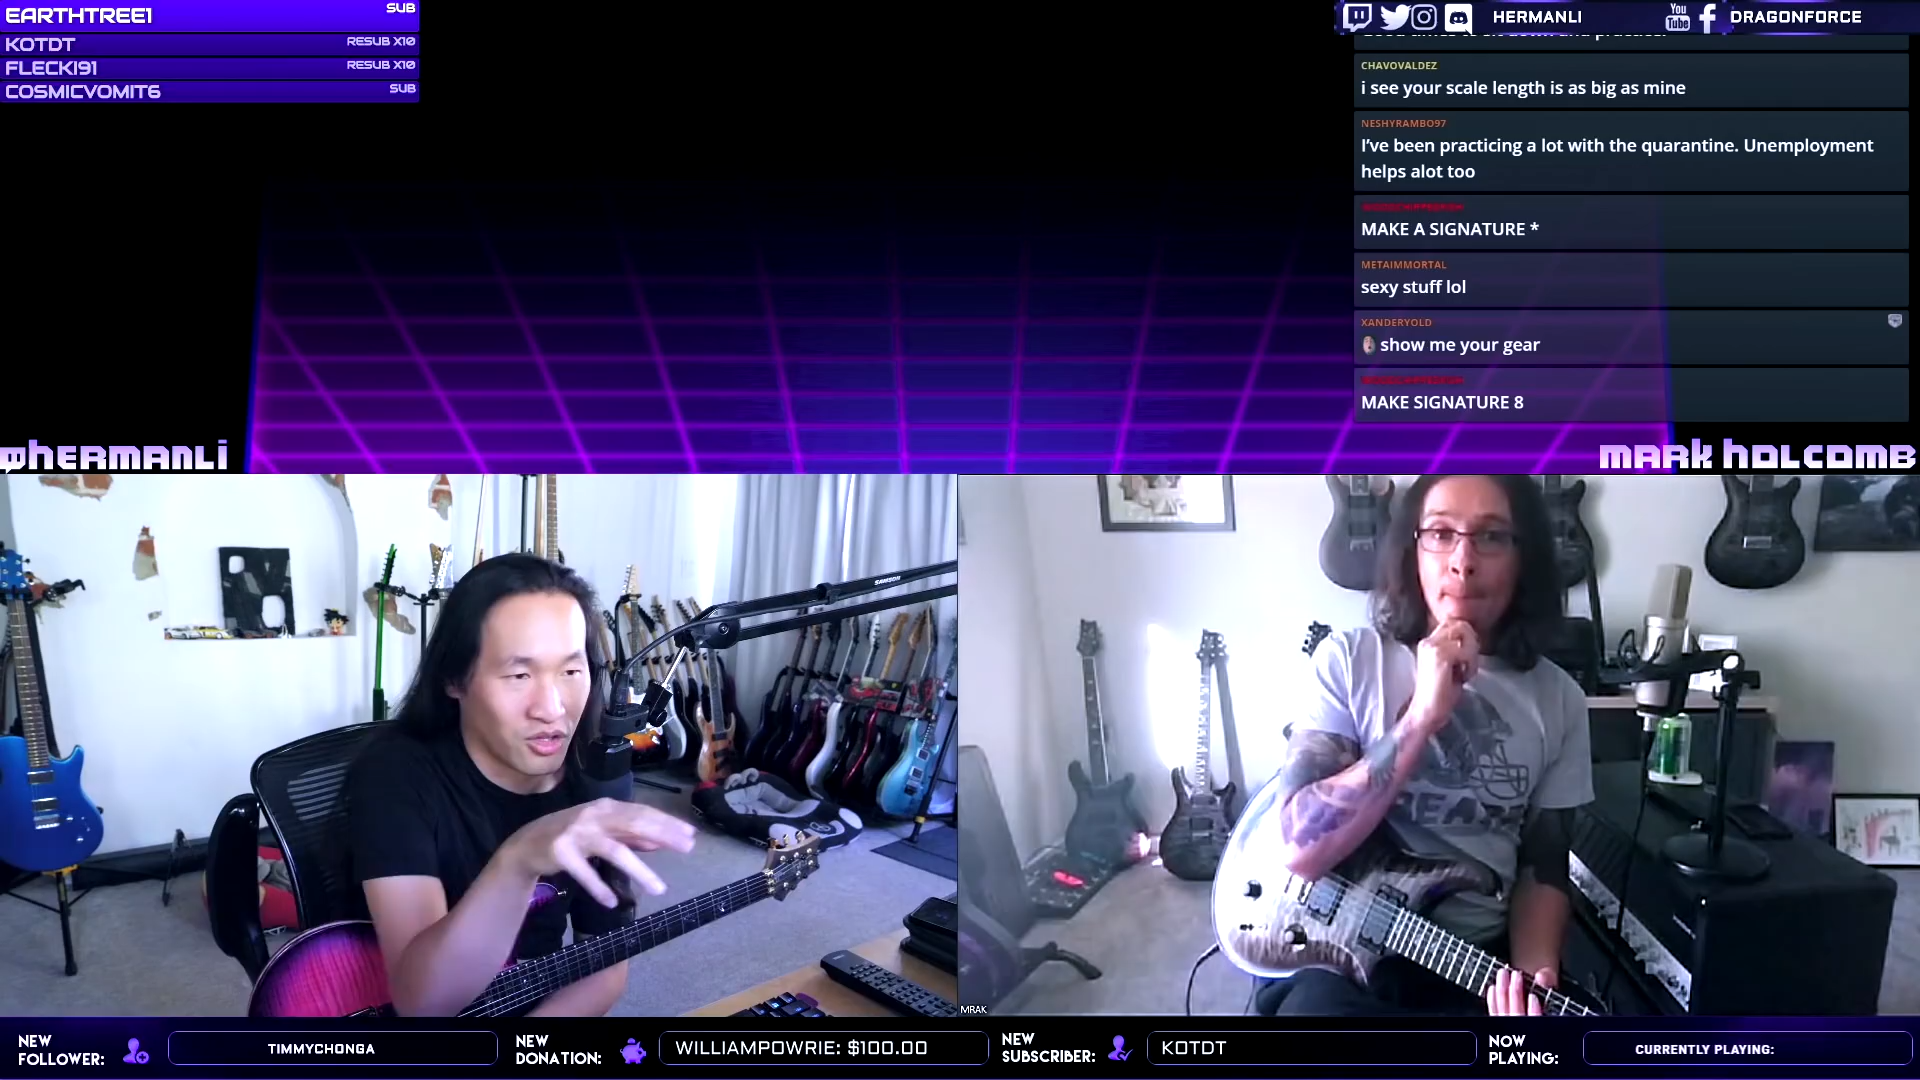 EARTHTREE1 SUB
KOTDT RESUB X10
FLECKI91 RESUB X10
COSMICVOMIT6 SUB
HERMANLI
You Tube
DRAGONFORCE
CHAVOVALDEZ
i see your scale length is as big as mine
NESHYRAMBO97
I've been practicing a lot with the quarantine. Unemployment
helps alot too
MAKE A SIGNATURE *
METAIMMORTAL
sexy stuff lol
XANDERYOLD
show me your gear
MAKE SIGNATURE 8
@HERMANLI
MARK HOLCOMB
SAMSON
MRAK
NEW
FOLLOWER:
TIMMYCHONGA
NEW
DONATION:
WILLIAMPOWRIE: $100.00
NEW
SUBSCRIBER:
KOTDT
NOW
PLAYING:
CURRENTLY PLAYING: